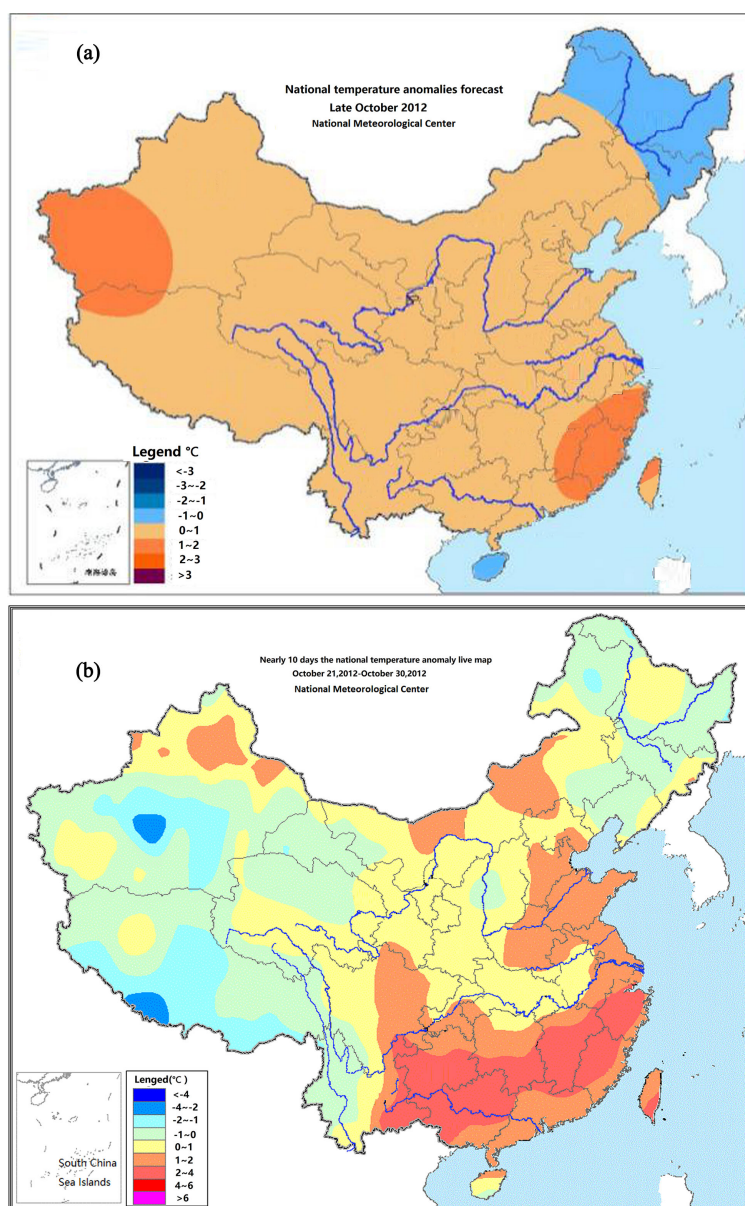 (a)
National temperature anomalies forecast
Late October 2012
National Meteorological Center
Legend °C
<-3
-3~-2
-2~-1
-1~0
0~1
1~2
2~3
>3
南海诸岛
(b)
Nearly 10 days the national temperature anomaly live map
October 21,2012-October 30,2012
National Meteorological Center
South China
Sea Islands
Lenged(°C)
<-4
-4~-2
-2~-1
-1~0
0~1
1~2
2~4
4~6
>6